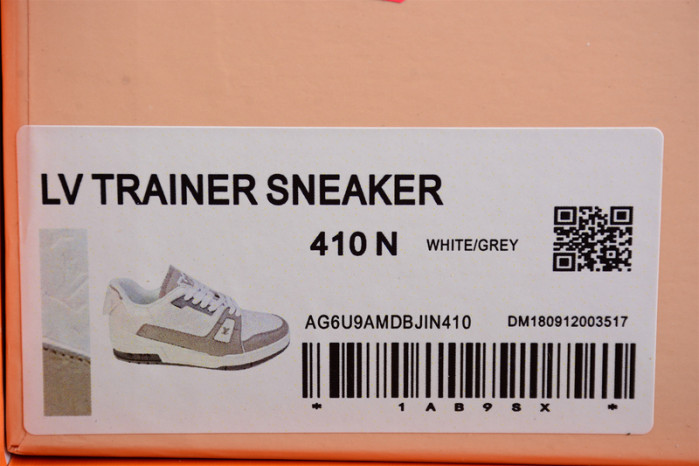 LV TRAINER SNEAKER
410 N WHITE/GREY
AG6U9AMDBJIN410 DM180912003517
* 1AB9SX *